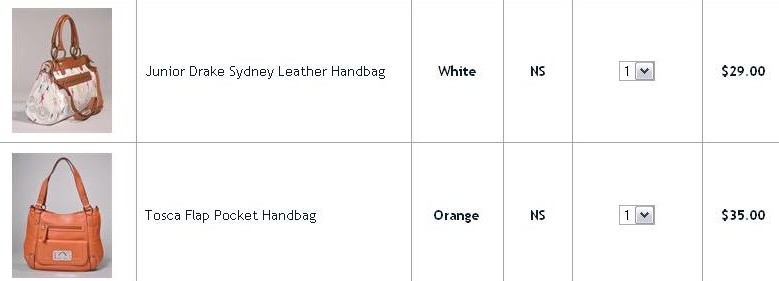 Junior Drake Sydney Leather Handbag White NS 1 $29.00
Tosca Flap Pocket Handbag Orange NS 1 $35.00